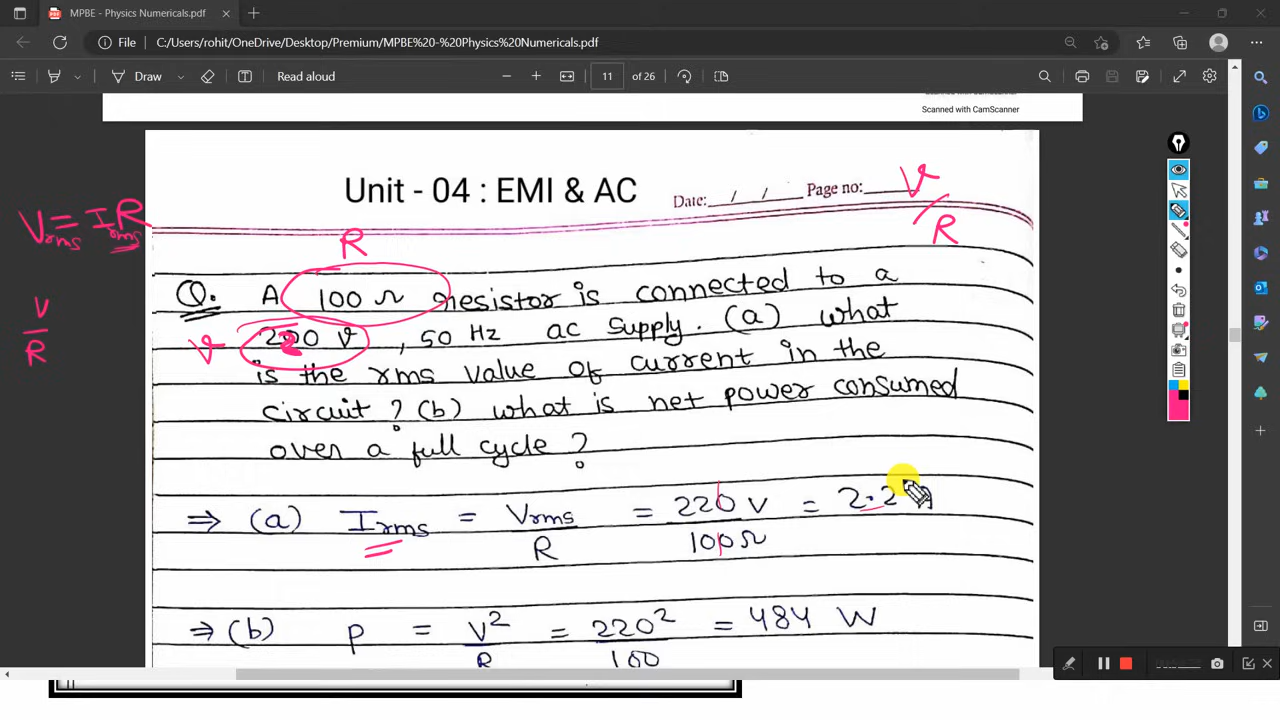 MPBE - Physics Numericals.pdf
File C:/Users/rohit/OneDrive/Desktop/Premium/MPBE%20-%20Physics%20Numericals.pdf
Draw Read aloud 11 of 26
Scanned with CamScanner
Unit - 04 : EMI & AC Date: / / Page no:
V
R
Vrms = Irms R
R
V
R
Q. A 100 Ω resistor is connected to a
V 220 V , 50 Hz ac supply. (a) what
is the rms value of current in the
circuit ? (b) what is net power consumed
over a full cycle ?
⇒ (a) Irms = Vrms / R = 220 V / 100 Ω = 2.2
⇒ (b) P = V² / R = 220² / 100 = 484 W